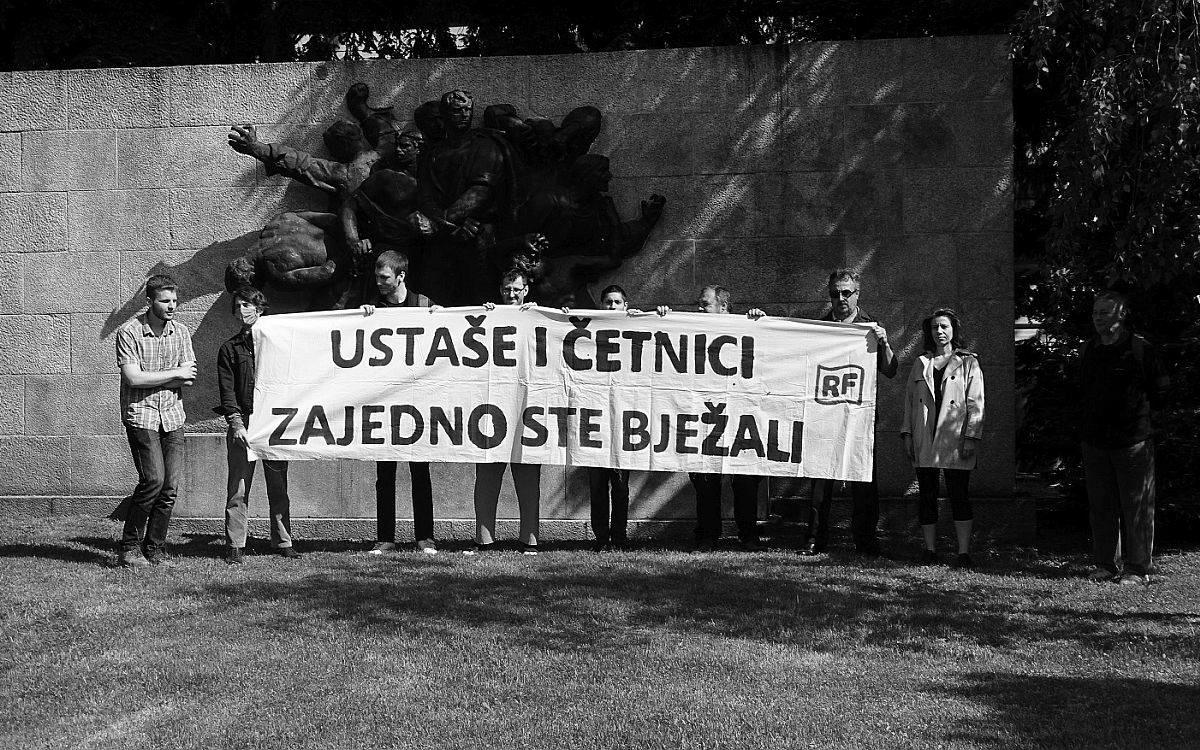 USTAŠE I ČETNICI
ZAJEDNO STE BJEŽALI
RF